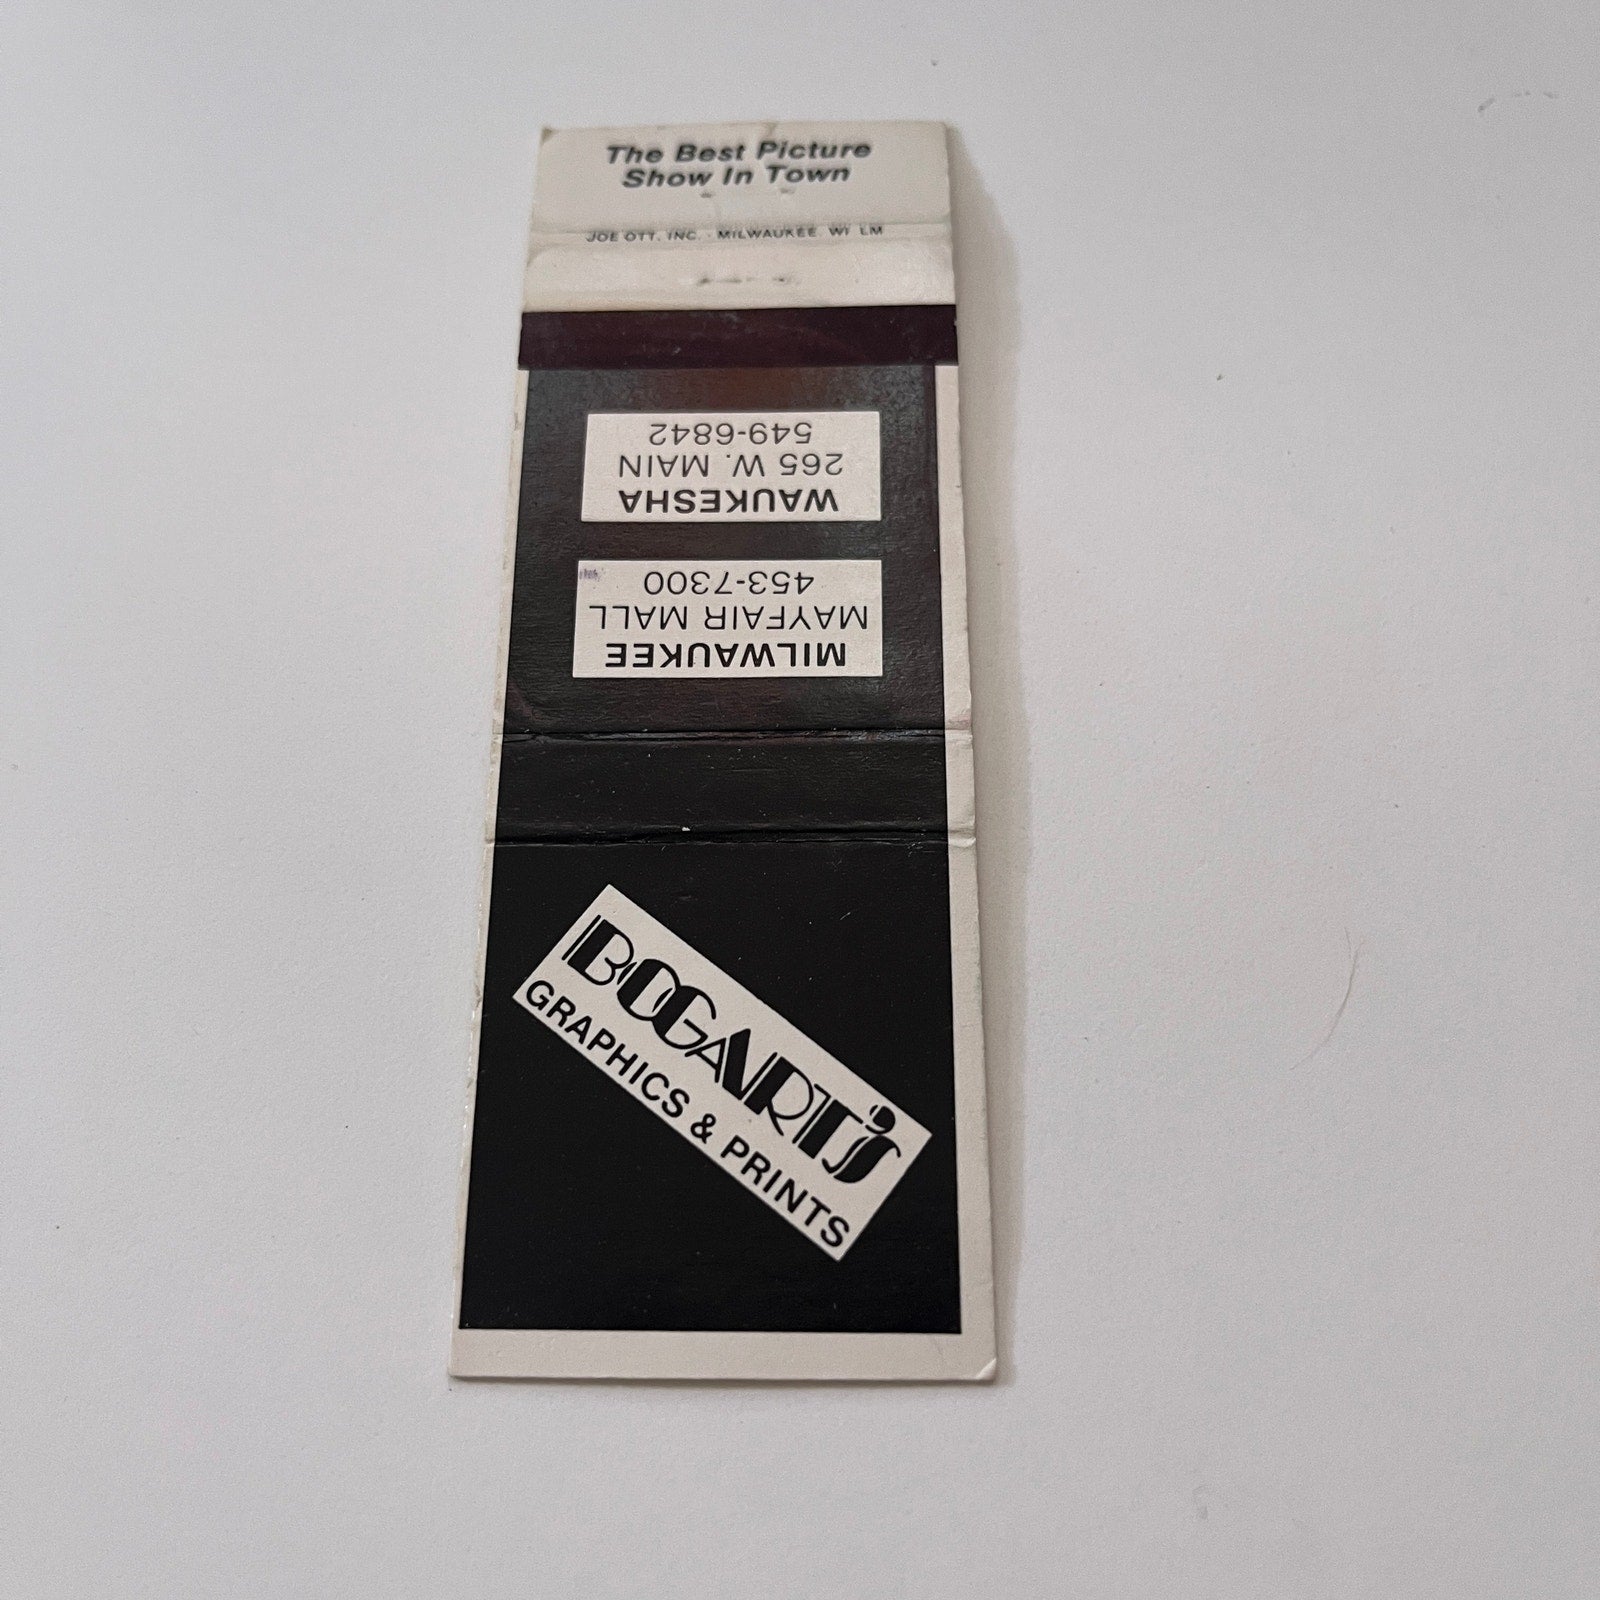 The Best Picture
Show In Town
JOE OTT, INC. - MILWAUKEE, WI LM
WAUKESHA
265 W. MAIN
549-6842
MILWAUKEE
MAYFAIR MALL
453-7300
BOGART'S
GRAPHICS & PRINTS